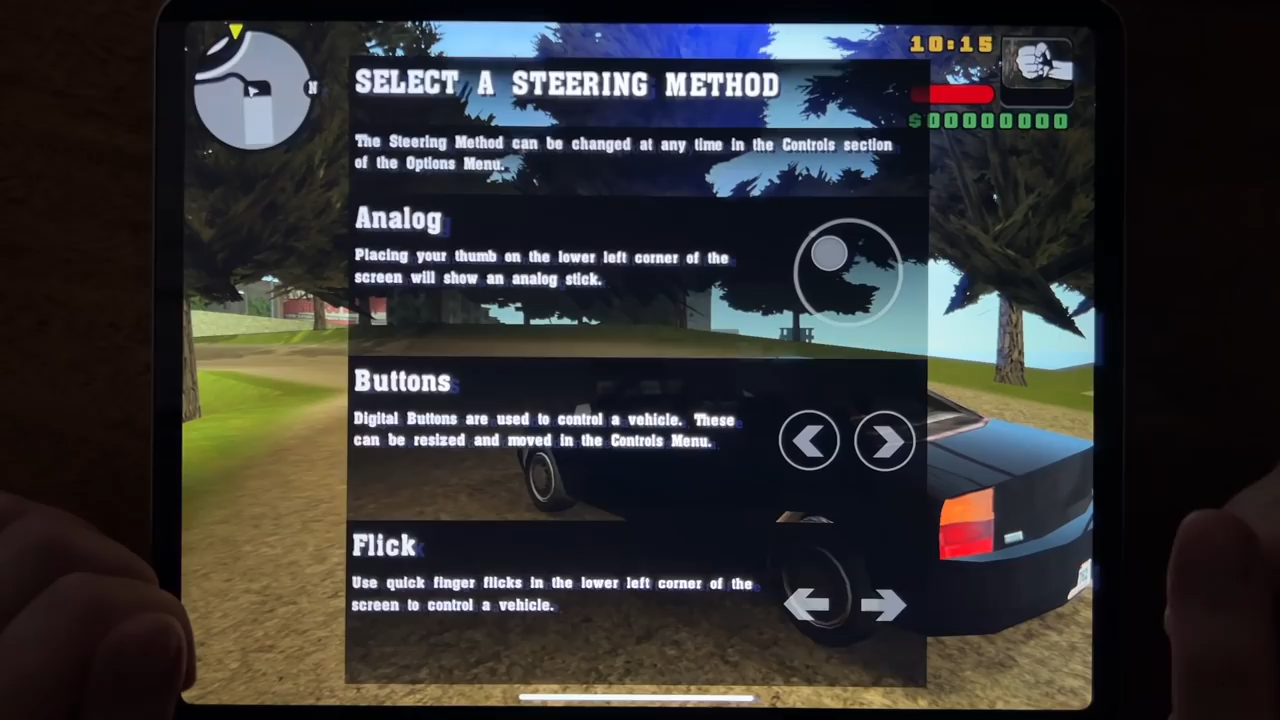 10:15
N
$00000000
SELECT A STEERING METHOD
The Steering Method can be changed at any time in the Controls section
of the Options Menu.
Analog
Placing your thumb on the lower left corner of the
screen will show an analog stick.
Buttons
Digital Buttons are used to control a vehicle. These
can be resized and moved in the Controls Menu.
Flick
Use quick finger flicks in the lower left corner of the
screen to control a vehicle.